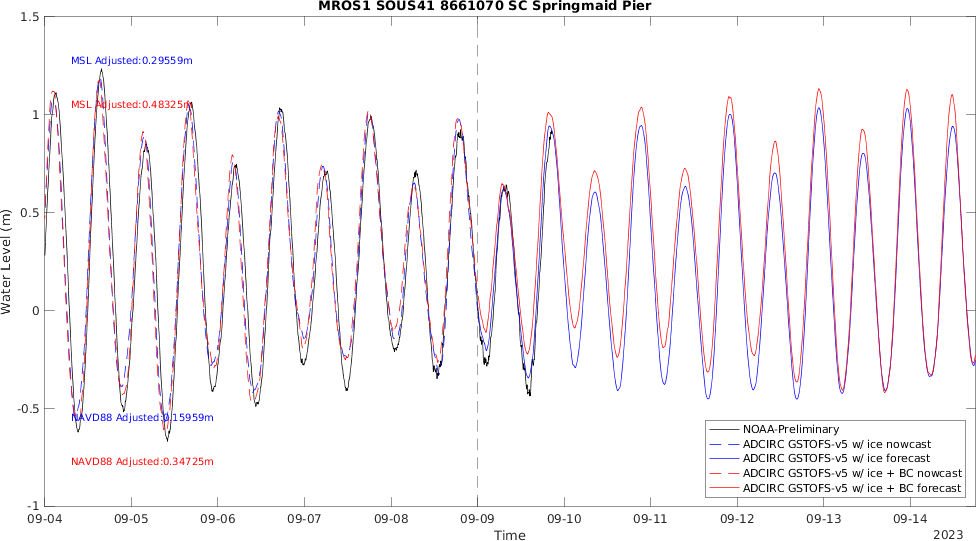 MROS1 SOUS41 8661070 SC Springmaid Pier
1.5
MSL Adjusted:0.29559m
MSL Adjusted:0.48325m
1
0.5
Water Level (m)
0
-0.5
NAVD88 Adjusted:0.15959m
NAVD88 Adjusted:0.34725m
NOAA-Preliminary
ADCIRC GSTOFS-v5 w/ ice nowcast
ADCIRC GSTOFS-v5 w/ ice forecast
ADCIRC GSTOFS-v5 w/ ice + BC nowcast
ADCIRC GSTOFS-v5 w/ ice + BC forecast
-1
09-04 09-05 09-06 09-07 09-08 09-09 09-10 09-11 09-12 09-13 09-14
Time
2023